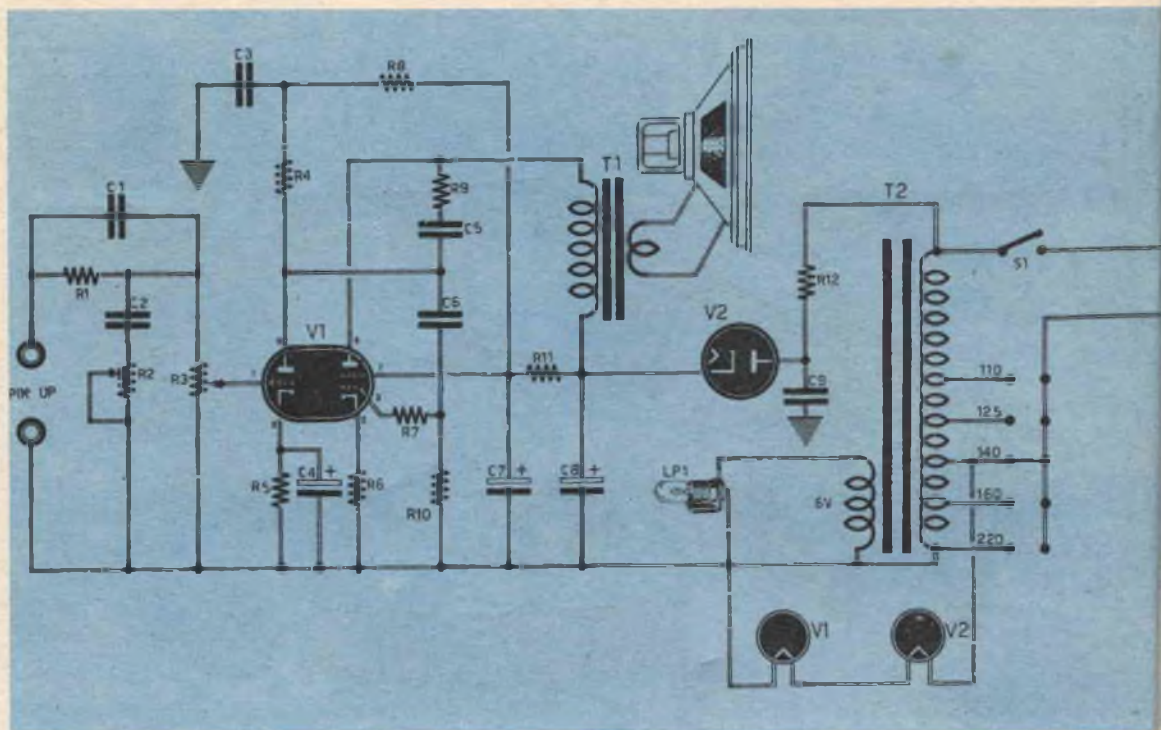 C3
R8
T1
T2
C1
R4
R9
C5
R12
S1
R1
C2
C6
V1
V2
110
R2
R3
R11
C9
125
PIK UP
R7
LP1
140
C4
C7
C8
6V
160
R5
R6
R10
220
V1
V2
+
+
+